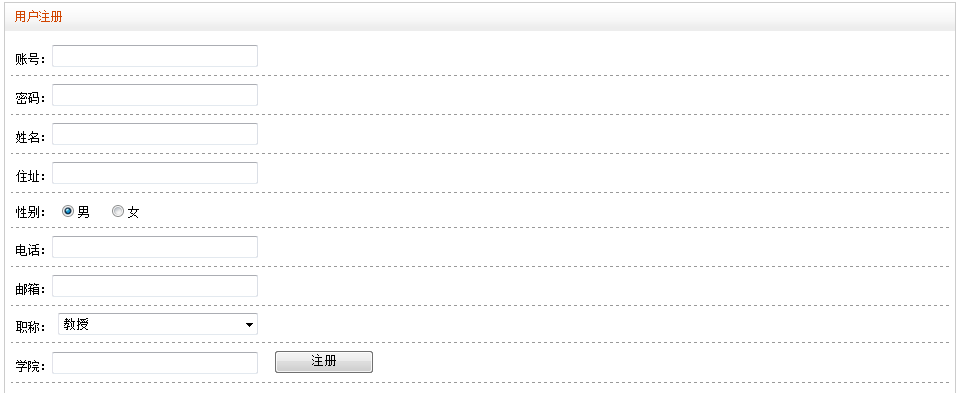 用户注册
账号：
密码：
姓名：
住址：
性别： 男 女
电话：
邮箱：
职称： 教授
学院： 注册